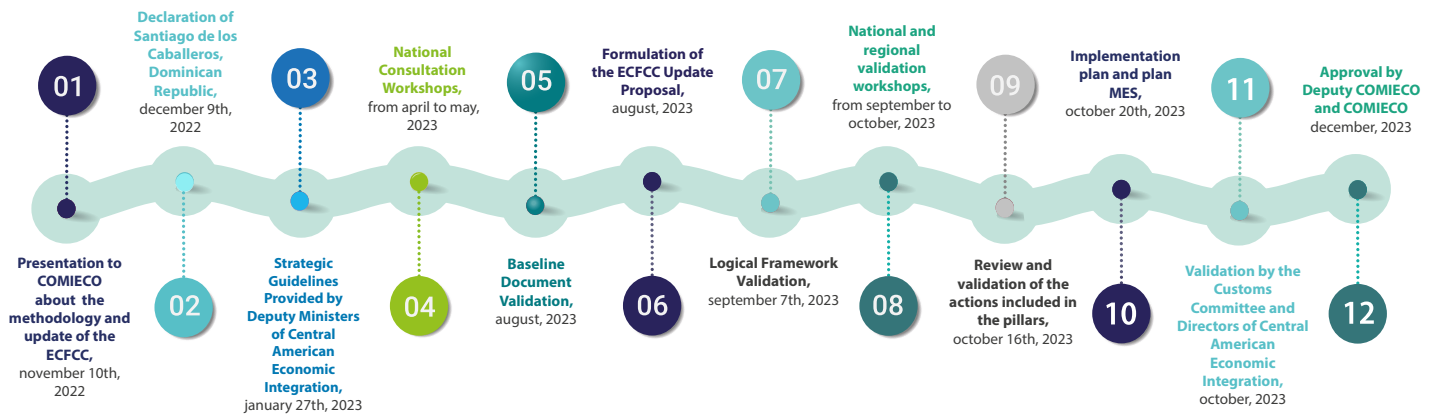 01
Presentation to
COMIECO
about the
methodology and
update of the
ECFCC,
november 10th,
2022
Declaration of
Santiago de los
Caballeros,
Dominican
Republic,
december 9th,
2022
02
03
Strategic
Guidelines
Provided by
Deputy Ministers
of Central
American
Economic
Integration,
january 27th, 2023
National
Consultation
Workshops,
from april to may,
2023
04
05
Baseline
Document
Validation,
august, 2023
Formulation of
the ECFCC Update
Proposal,
august, 2023
06
07
Logical Framework
Validation,
september 7th, 2023
National and
regional
validation
workshops,
from september to
october, 2023
08
09
Review and
validation of the
actions included in
the pillars,
october 16th, 2023
Implementation
plan and plan
MES,
october 20th, 2023
10
11
Validation by the
Customs
Committee and
Directors of Central
American
Economic
Integration,
october, 2023
Approval by
Deputy COMIECO
and COMIECO
december, 2023
12